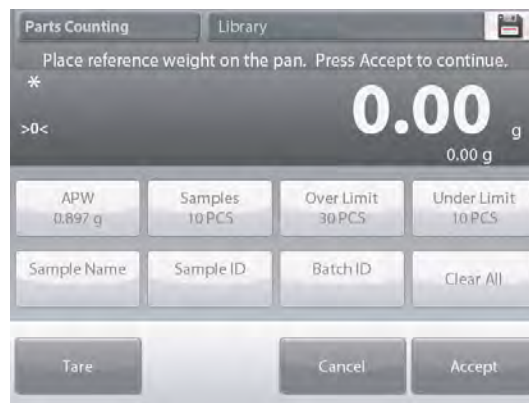 Parts Counting Library
Place reference weight on the pan. Press Accept to continue.
*
>0<
0.00 g
0.00 g
APW Samples Over Limit Under Limit
0.897 g 10 PCS 30 PCS 10 PCS
Sample Name Sample ID Batch ID Clear All
Tare Cancel Accept